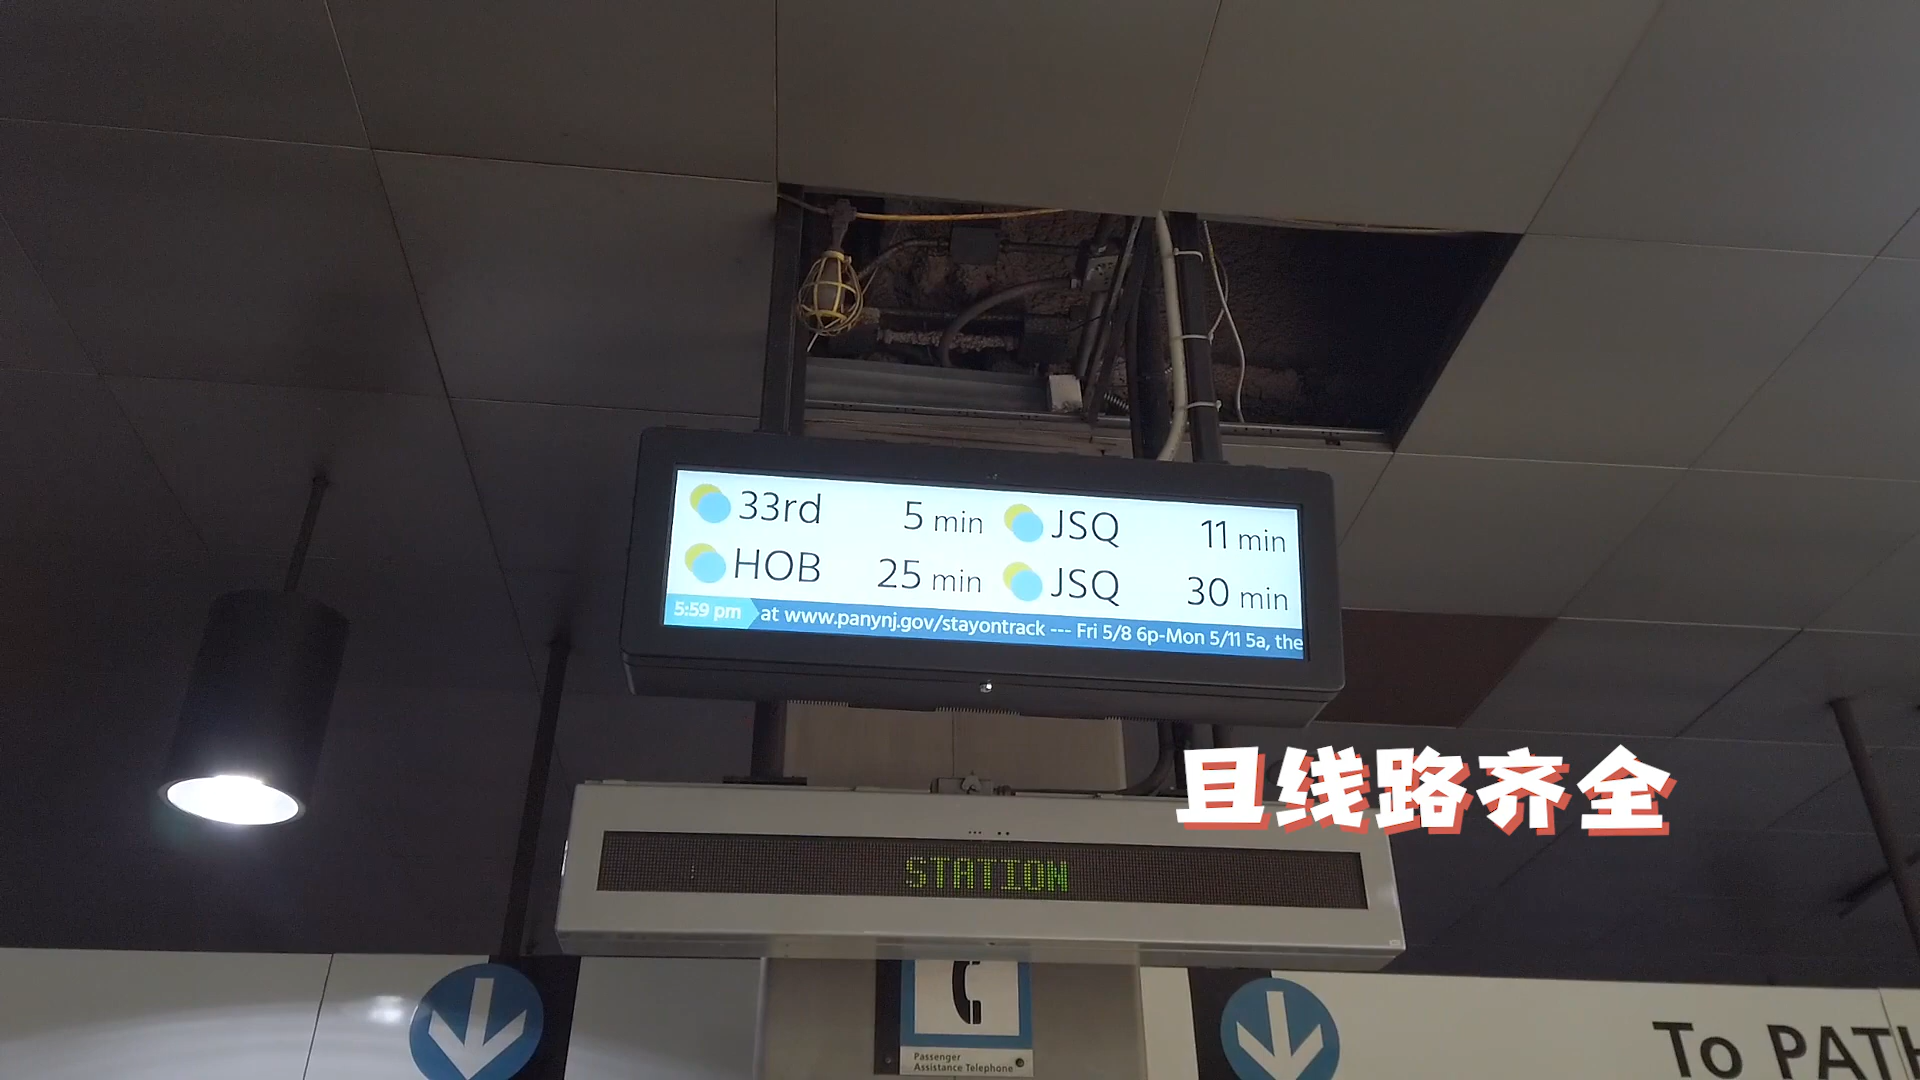 33rd 5 min JSQ 11 min
HOB 25 min JSQ 30 min
5:59 pm at www.panynj.gov/stayontrack --- Fri 5/8 6p-Mon 5/11 5a, the
且线路齐全
STATION
Passenger
Assistance Telephone
To PATH